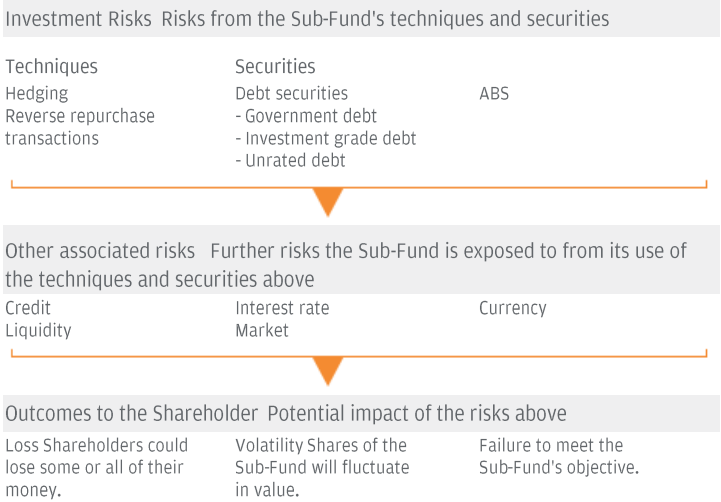 Investment Risks Risks from the Sub-Fund's techniques and securities
Techniques
Hedging
Reverse repurchase
transactions
Securities
Debt securities
- Government debt
- Investment grade debt
- Unrated debt
ABS
Other associated risks Further risks the Sub-Fund is exposed to from its use of
the techniques and securities above
Credit
Liquidity
Interest rate
Market
Currency
Outcomes to the Shareholder Potential impact of the risks above
Loss Shareholders could
lose some or all of their
money.
Volatility Shares of the
Sub-Fund will fluctuate
in value.
Failure to meet the
Sub-Fund's objective.